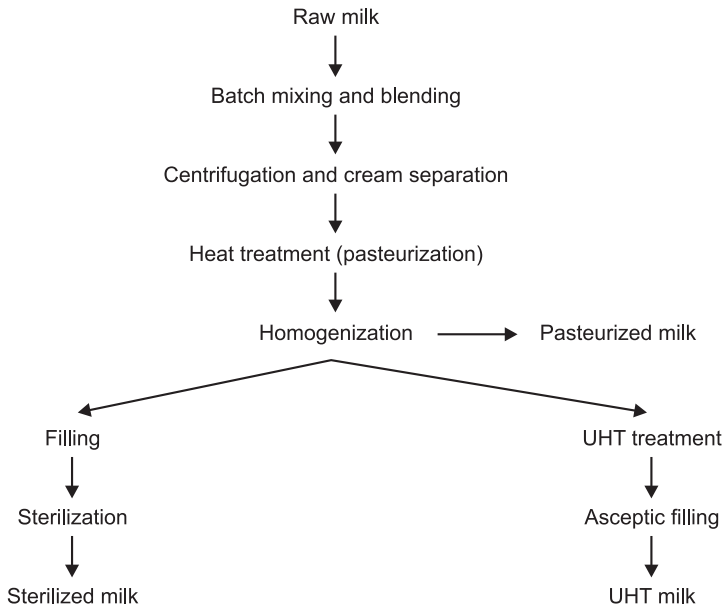 Raw milk
Batch mixing and blending
Centrifugation and cream separation
Heat treatment (pasteurization)
Homogenization
Pasteurized milk
Filling
UHT treatment
Sterilization
Asceptic filling
Sterilized milk
UHT milk